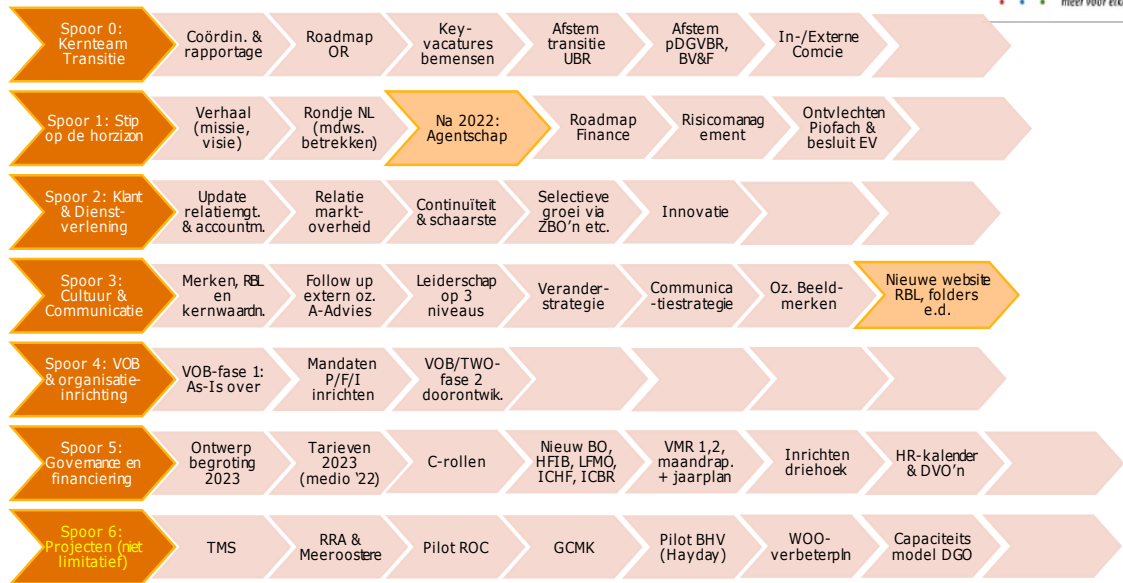 meer voor elk
Spoor 0:
Kernteam
Transitie
Coördin. &
rapportage
Roadmap
OR
Key-
vacatures
bemensen
Afstem
transitie
UBR
Afstem
pDGVBR,
BV&F
In-/Externe
Comcie
Spoor 1: Stip
op de horzizon
Verhaal
(missie,
visie)
Rondje NL
(mdws.
betrekken)
Na 2022:
Agentschap
Roadmap
Finance
Risicomanag
ement
Ontvlechten
Piofach &
besluit EV
Spoor 2: Klant
& Dienst-
verlening
Update
relatiemgt.
& accountm.
Relatie
markt-
overheid
Continuïteit
& schaarste
Selectieve
groei via
ZBO'n etc.
Innovatie
Spoor 3:
Cultuur &
Communicatie
Merken, RBL
en
kernwaardn.
Follow up
extern oz.
A-Advies
Leiderschap
op 3
niveaus
Verander-
strategie
Communica
-tiestrategie
Oz. Beeld-
merken
Nieuwe website
RBL, folders
e.d.
Spoor 4: VOB
& organisatie-
inrichting
VOB-fase 1:
As-Is over
Mandaten
P/F/I
inrichten
VOB/TWO-
fase 2
doorontwik.
Spoor 5:
Governance en
financiering
Ontwerp
begroting
2023
Tarieven
2023
(medio '22)
C-rollen
Nieuw BO,
HFIB, LFMO,
ICHF, ICBR
VMR 1,2,
maandrap.
+ jaarplan
Inrichten
driehoek
HR-kalender
& DVO'n
Spoor 6:
Projecten (niet
limitatief)
TMS
RRA &
Meeroostere
Pilot ROC
GCMK
Pilot BHV
(Hayday)
WOO-
verbeterpln
Capaciteits
model DGO